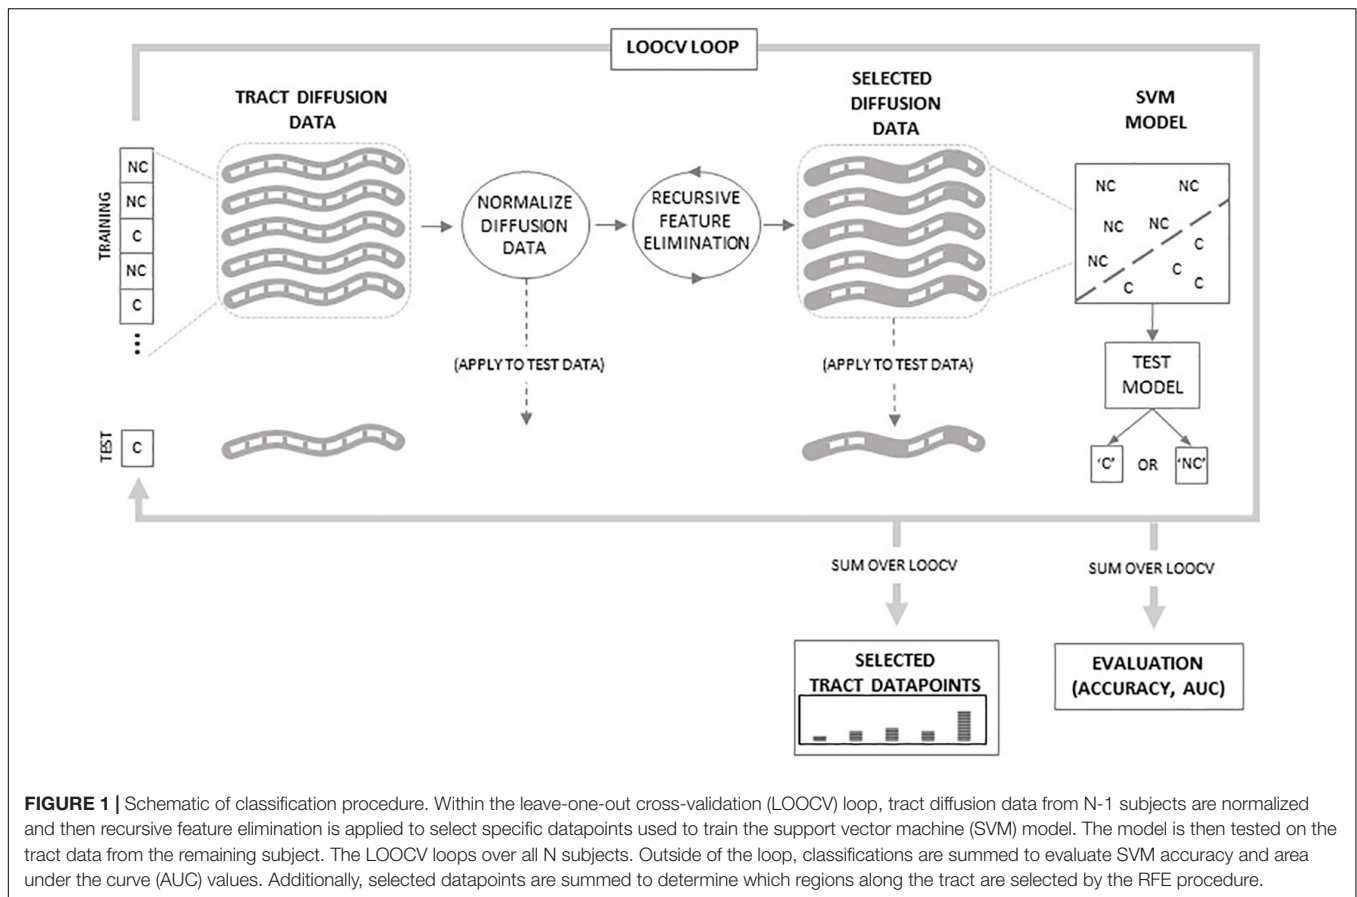 LOOCV LOOP
TRACT DIFFUSION
DATA
SELECTED
DIFFUSION
DATA
SVM
MODEL
TRAINING
NC
NC
C
NC
C
...
NORMALIZE
DIFFUSION
DATA
RECURSIVE
FEATURE
ELIMINATION
NC NC
NC NC
C
NC
C
C
C
(APPLY TO TEST DATA)
(APPLY TO TEST DATA)
TEST
MODEL
TEST
C
'C' OR 'NC'
SUM OVER LOOCV
SUM OVER LOOCV
SELECTED
TRACT DATAPOINTS
EVALUATION
(ACCURACY, AUC)
FIGURE 1 | Schematic of classification procedure. Within the leave-one-out cross-validation (LOOCV) loop, tract diffusion data from N-1 subjects are normalized
and then recursive feature elimination is applied to select specific datapoints used to train the support vector machine (SVM) model. The model is then tested on the
tract data from the remaining subject. The LOOCV loops over all N subjects. Outside of the loop, classifications are summed to evaluate SVM accuracy and area
under the curve (AUC) values. Additionally, selected datapoints are summed to determine which regions along the tract are selected by the RFE procedure.